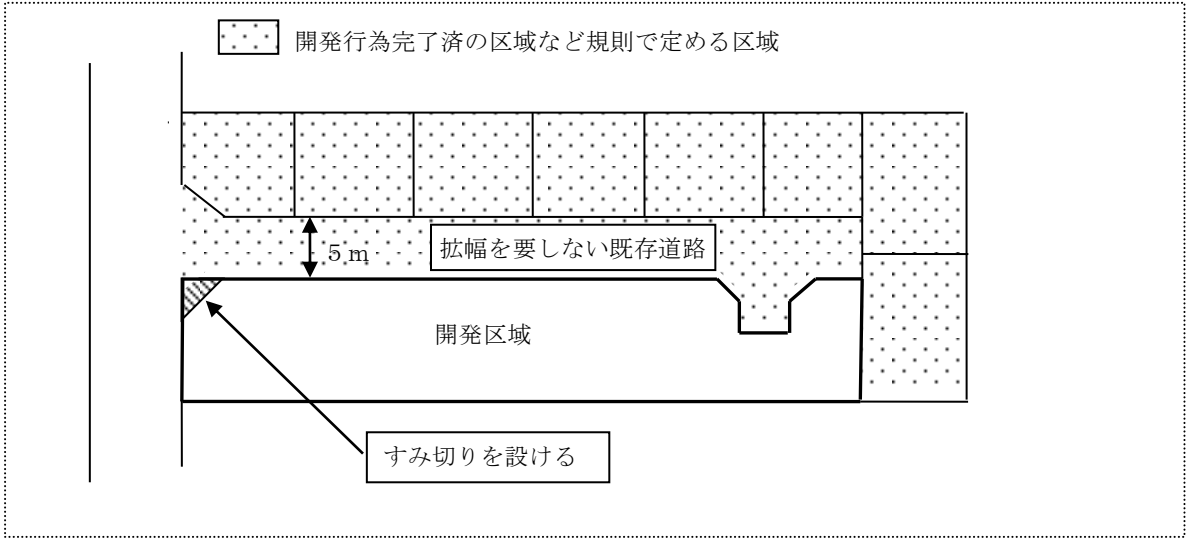 開発行為完了済の区域など規則で定める区域
5ｍ
拡幅を要しない既存道路
開発区域
すみ切りを設ける